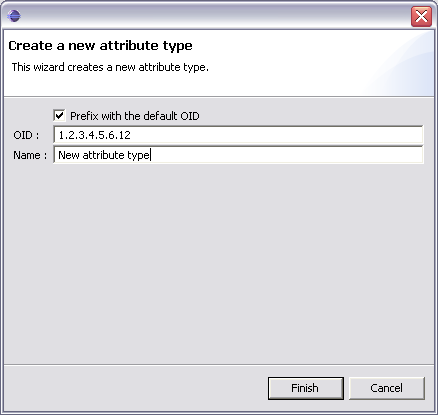 Create a new attribute type
This wizard creates a new attribute type.
Prefix with the default OID
OID : 1.2.3.4.5.6.12
Name : New attribute type
Finish Cancel